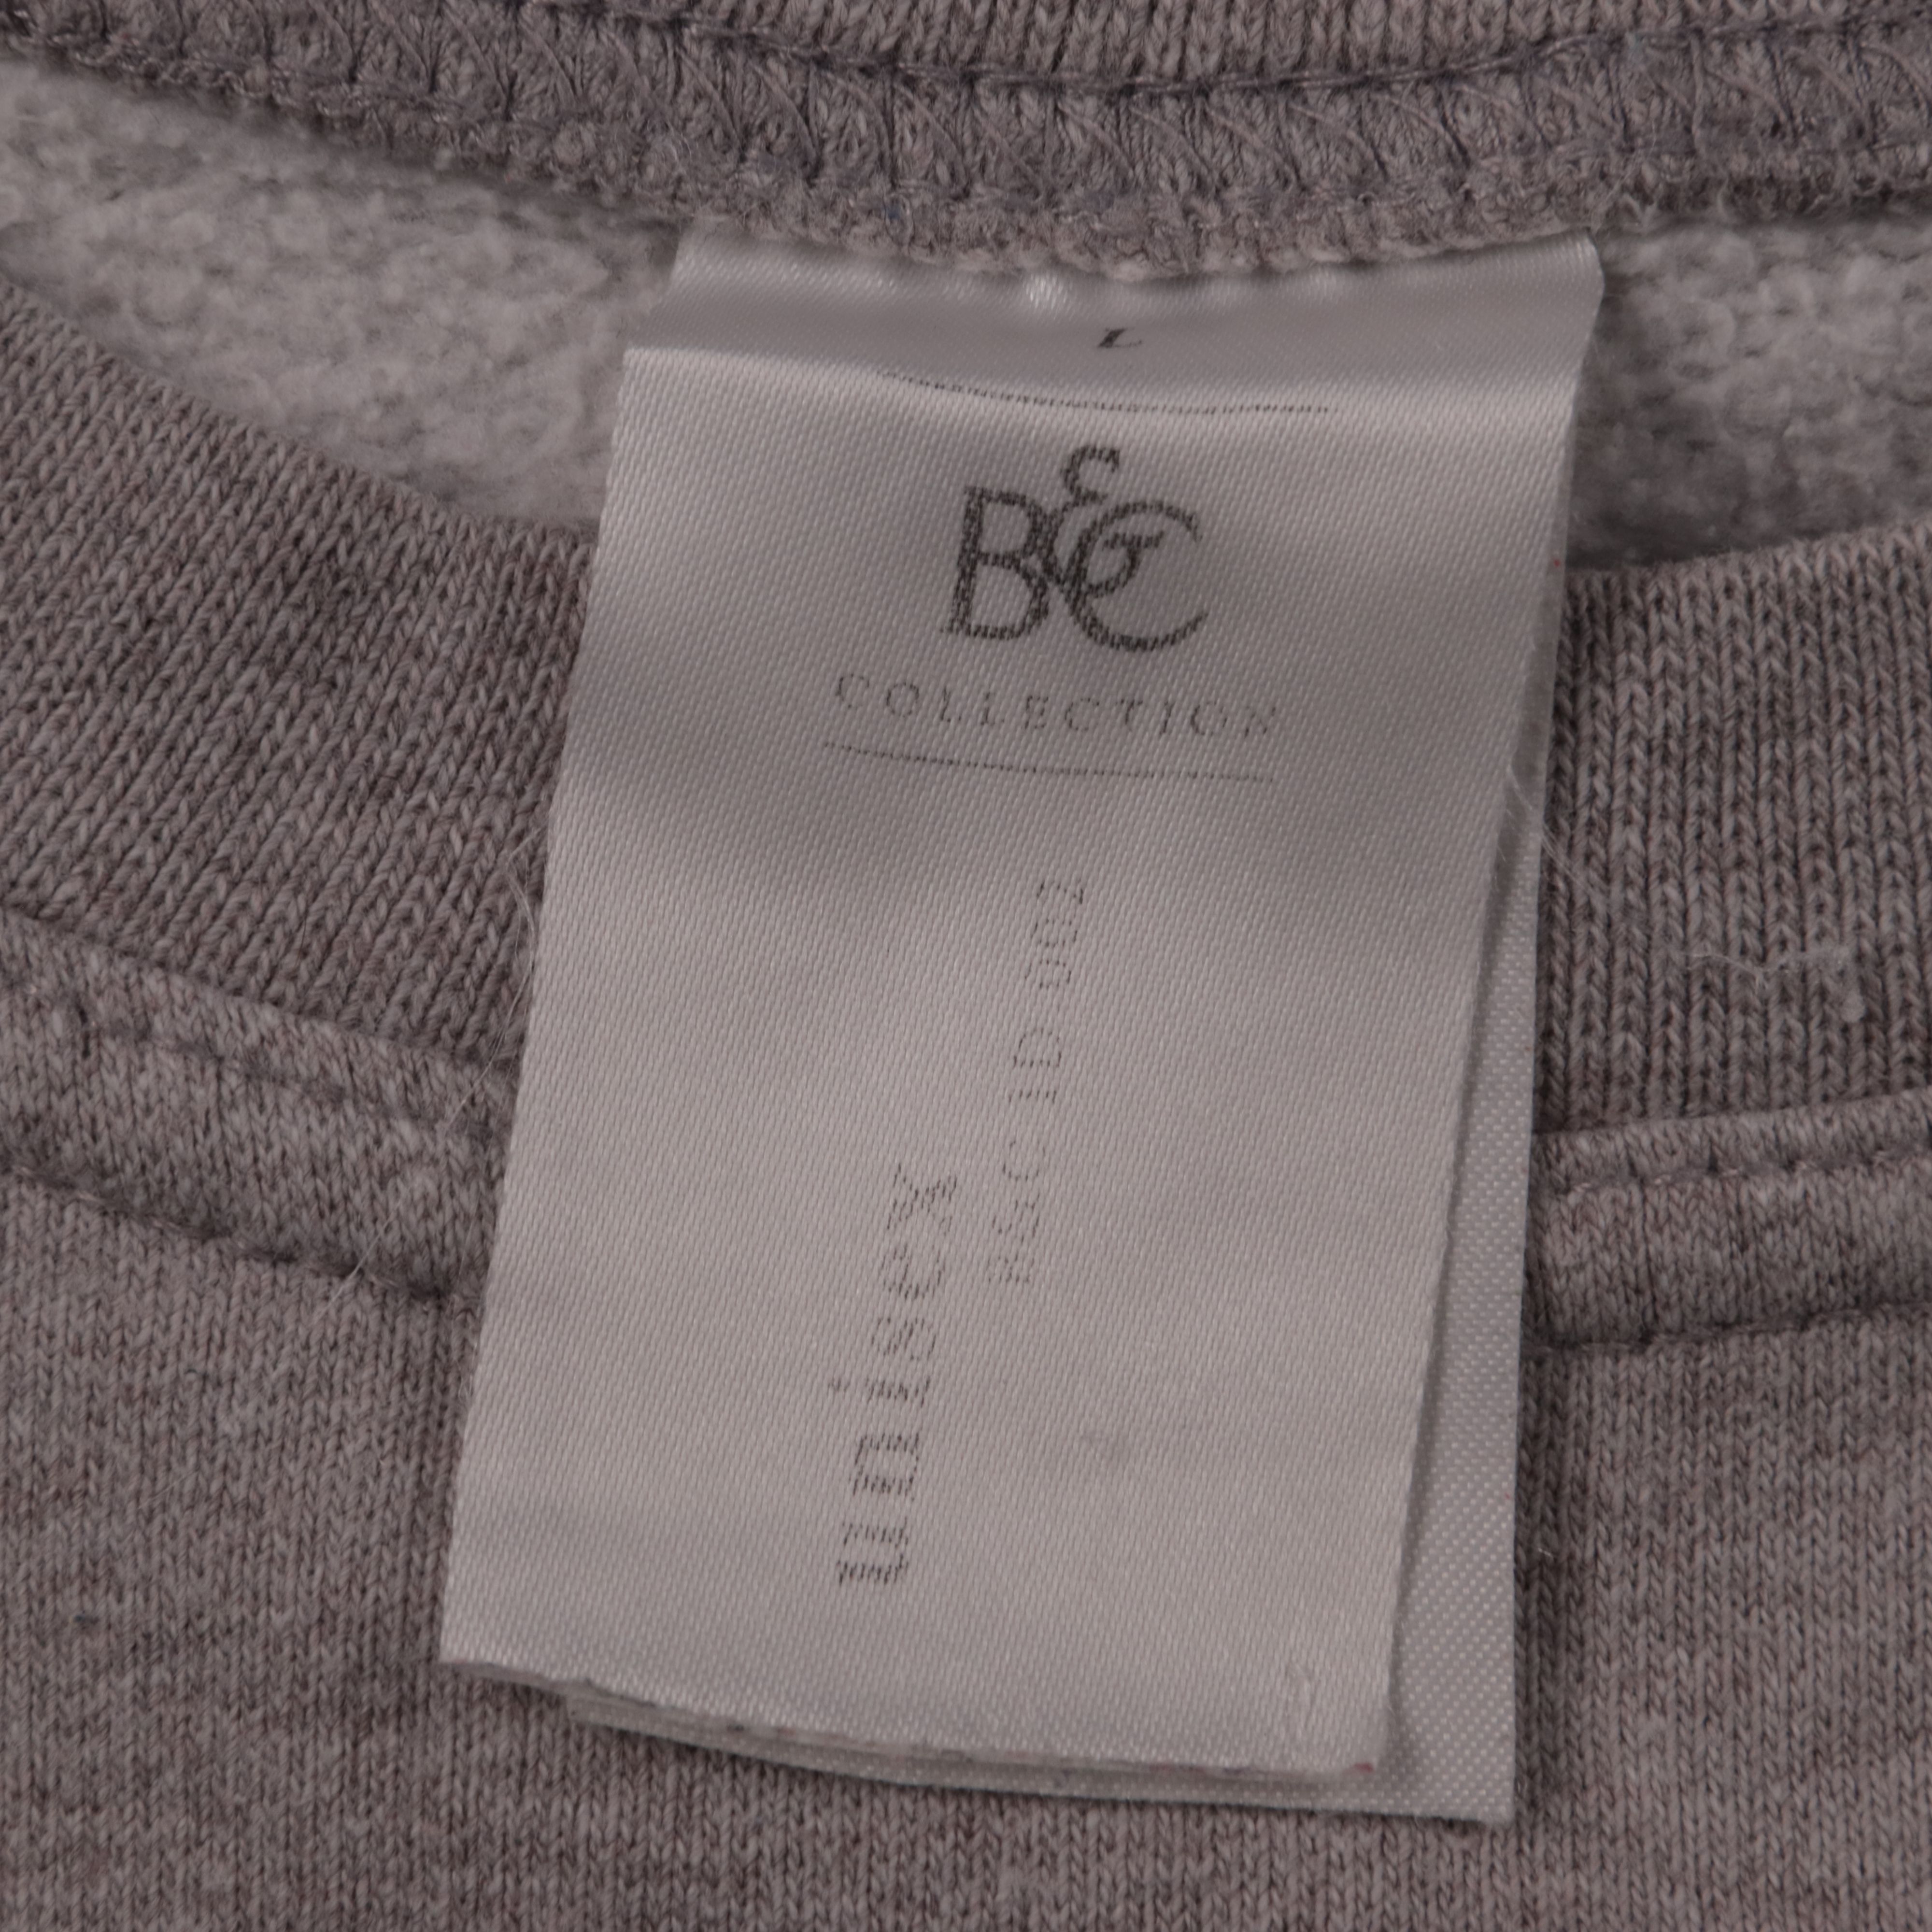 L
B&C
COLLECTION
unisex
B&C ID.002